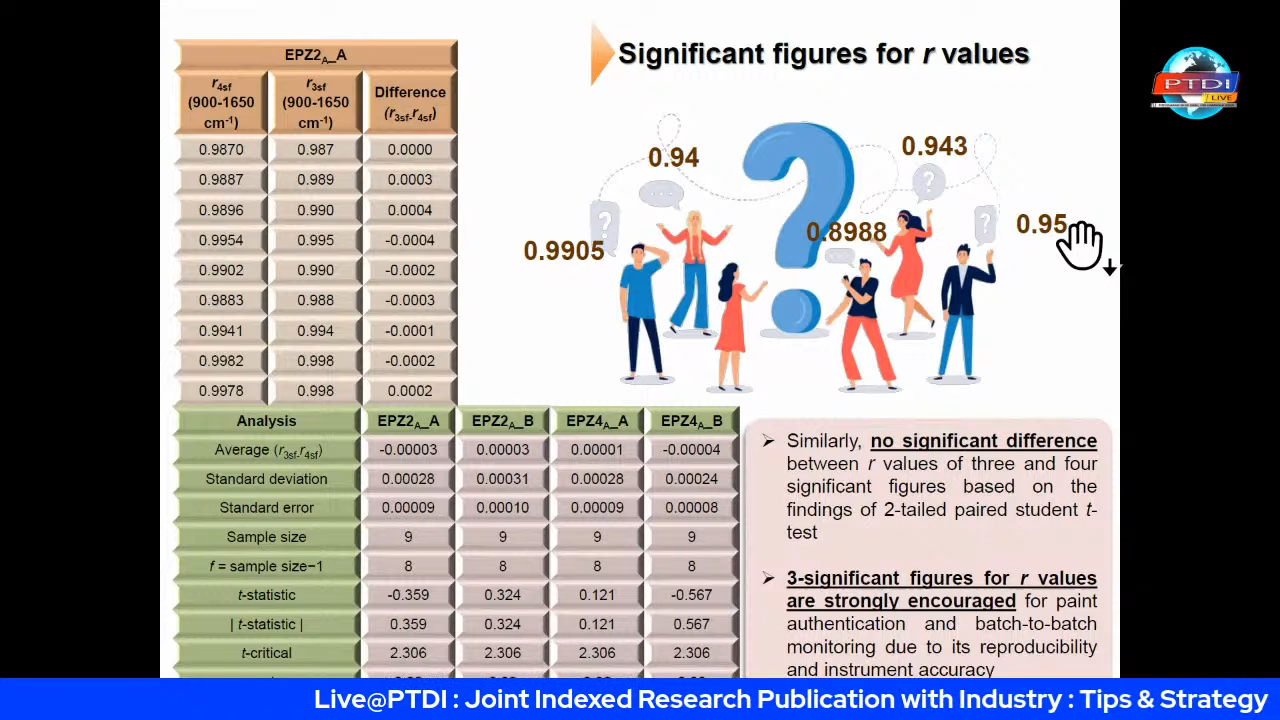 Significant figures for r values
PTDI
LIVE
EPZ2A_A
r4sf (900-1650 cm-1) r3sf (900-1650 cm-1) Difference (r3sf-r4sf)
0.9870 0.987 0.0000
0.9887 0.989 0.0003
0.9896 0.990 0.0004
0.9954 0.995 -0.0004
0.9902 0.990 -0.0002
0.9883 0.988 -0.0003
0.9941 0.994 -0.0001
0.9982 0.998 -0.0002
0.9978 0.998 0.0002
0.94
0.943
0.9905
0.8988
0.95
Analysis EPZ2A_A EPZ2A_B EPZ4A_A EPZ4A_B
Average (r3sf-r4sf) -0.00003 0.00003 0.00001 -0.00004
Standard deviation 0.00028 0.00031 0.00028 0.00024
Standard error 0.00009 0.00010 0.00009 0.00008
Sample size 9 9 9 9
f = sample size−1 8 8 8 8
t-statistic -0.359 0.324 0.121 -0.567
| t-statistic | 0.359 0.324 0.121 0.567
t-critical 2.306 2.306 2.306 2.306
Similarly, no significant difference
between r values of three and four
significant figures based on the
findings of 2-tailed paired student t-
test
3-significant figures for r values
are strongly encouraged for paint
authentication and batch-to-batch
monitoring due to its reproducibility
and instrument accuracy
Live@PTDI : Joint Indexed Research Publication with Industry : Tips & Strategy